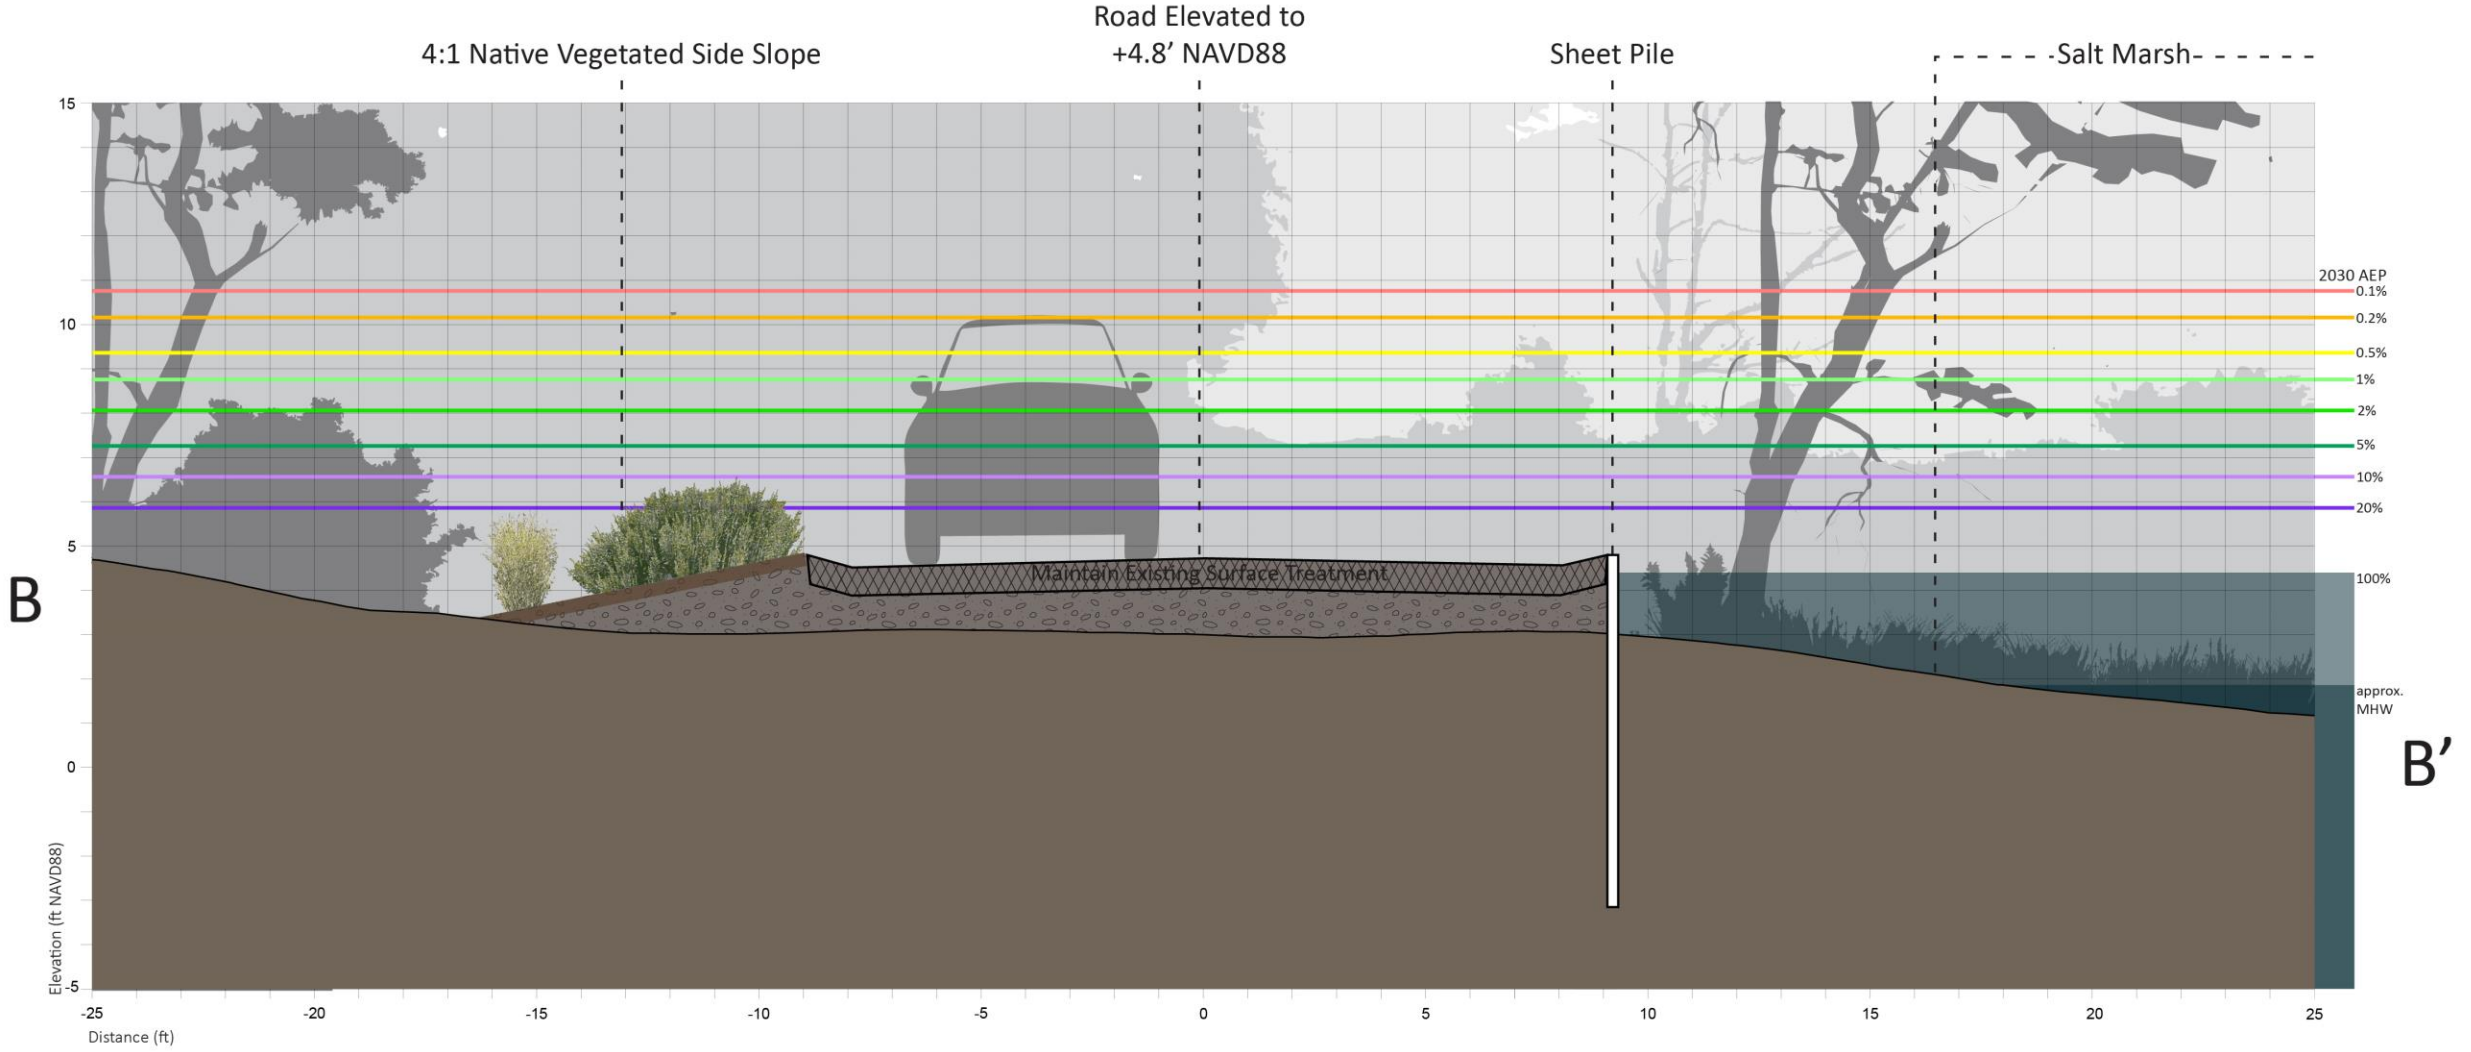 Road Elevated to
4:1 Native Vegetated Side Slope
+4.8’ NAVD88
Sheet Pile
Salt Marsh
15
2030 AEP
0.1%
10
0.2%
0.5%
1%
2%
5%
10%
20%
5
Maintain Existing Surface Treatment
100%
B
approx.
MHW
0
B’
Elevation (ft NAVD88)
-5
-25
-20
-15
-10
-5
0
5
10
15
20
25
Distance (ft)